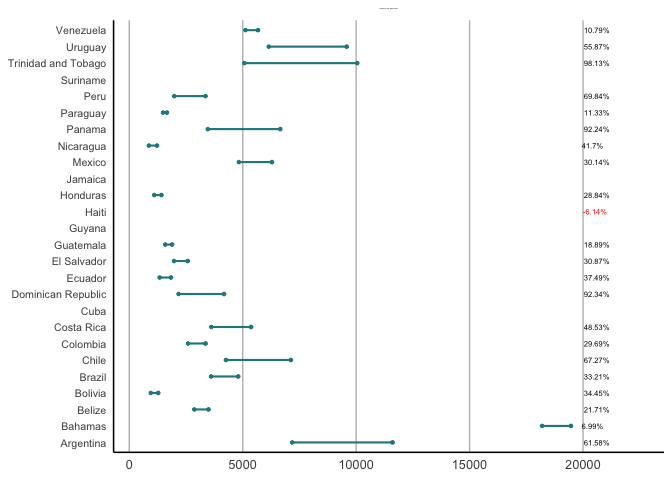 Venezuela 10.79%
Uruguay 55.87%
Trinidad and Tobago 98.13%
Suriname
Peru 69.84%
Paraguay 11.33%
Panama 92.24%
Nicaragua 41.7%
Mexico 30.14%
Jamaica
Honduras 28.84%
Haiti -6.14%
Guyana
Guatemala 18.89%
El Salvador 30.87%
Ecuador 37.49%
Dominican Republic 92.34%
Cuba
Costa Rica 48.53%
Colombia 29.69%
Chile 67.27%
Brazil 33.21%
Bolivia 34.45%
Belize 21.71%
Bahamas 6.99%
Argentina 61.58%
0 5000 10000 15000 20000